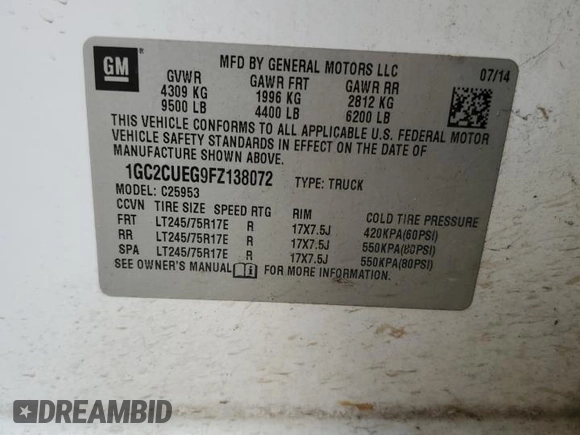 GM
MFD BY GENERAL MOTORS LLC
07/14
GVWR GAWR FRT GAWR RR
4309 KG 1996 KG 2812 KG
9500 LB 4400 LB 6200 LB
THIS VEHICLE CONFORMS TO ALL APPLICABLE U.S. FEDERAL MOTOR
VEHICLE SAFETY STANDARDS IN EFFECT ON THE DATE OF
MANUFACTURE SHOWN ABOVE.
1GC2CUEG9FZ138072 TYPE: TRUCK
MODEL: C25953
CCVN TIRE SIZE SPEED RTG RIM COLD TIRE PRESSURE
FRT LT245/75R17E R 17X7.5J 420KPA(60PSI)
RR LT245/75R17E R 17X7.5J 550KPA(80PSI)
SPA LT245/75R17E R 17X7.5J 550KPA(80PSI)
SEE OWNER'S MANUAL FOR MORE INFORMATION.
DREAMBID